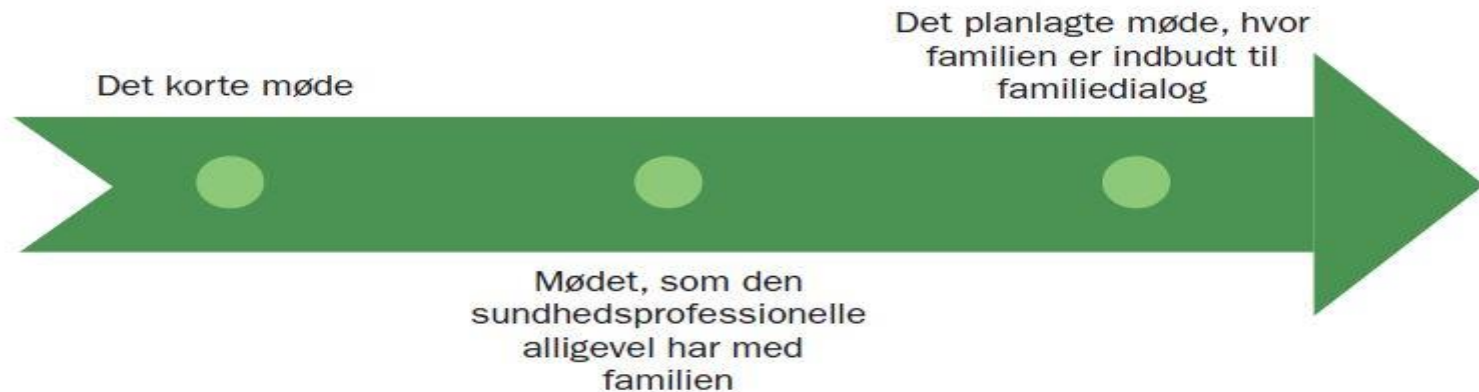 Det korte møde
Mødet, som den
sundhedsprofessionelle
alligevel har med
familien
Det planlagte møde, hvor
familien er indbudt til
familiedialog